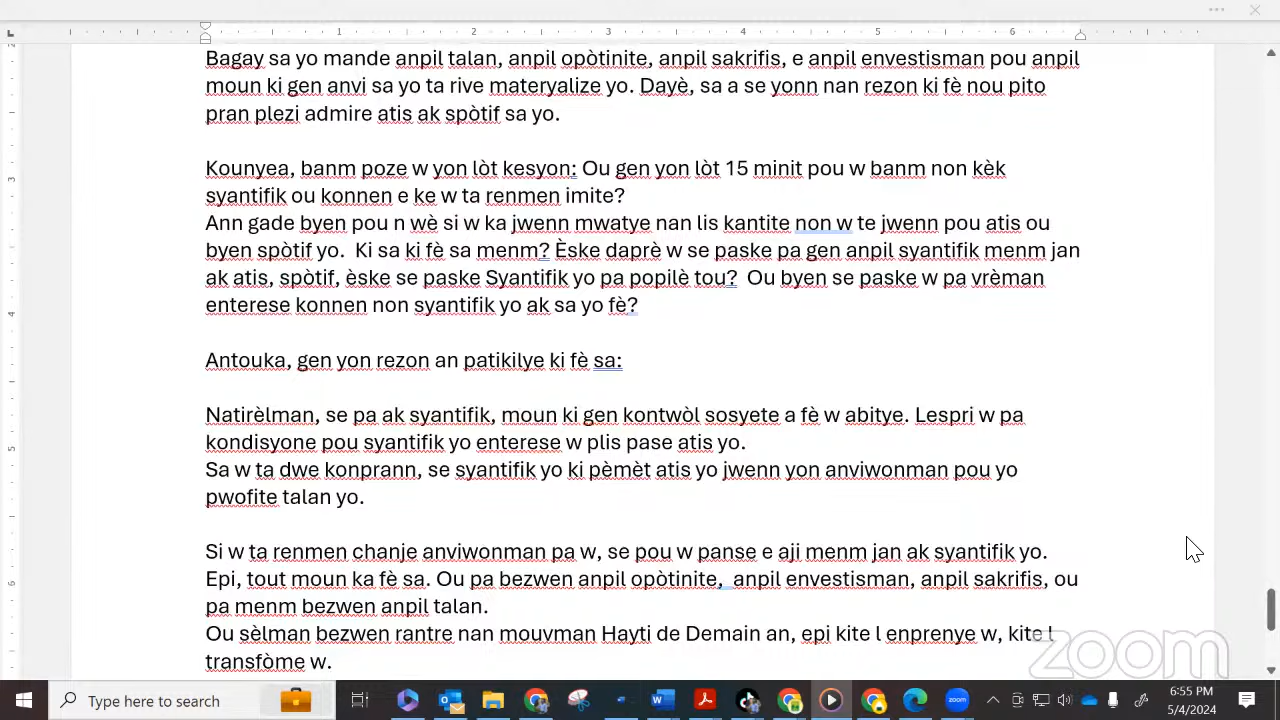 1 2 3 4 5 6
2
3
4
5
6
Bagay sa yo mande anpil talan, anpil opòtinite, anpil sakrifis, e anpil envestisman pou anpil
moun ki gen anvi sa yo ta rive materyalize yo. Dayè, sa a se yonn nan rezon ki fè nou pito
pran plezi admire atis ak spòtif sa yo.
Kounyea, banm poze w yon lòt kesyon: Ou gen yon lòt 15 minit pou w banm non kèk
syantifik ou konnen e ke w ta renmen imite?
Ann gade byen pou n wè si w ka jwenn mwatye nan lis kantite non w te jwenn pou atis ou
byen spòtif yo. Ki sa ki fè sa menm? Èske daprè w se paske pa gen anpil syantifik menm jan
ak atis, spòtif, èske se paske Syantifik yo pa popilè tou? Ou byen se paske w pa vrèman
enterese konnen non syantifik yo ak sa yo fè?
Antouka, gen yon rezon an patikilye ki fè sa:
Natirèlman, se pa ak syantifik, moun ki gen kontwòl sosyete a fè w abitye. Lespri w pa
kondisyone pou syantifik yo enterese w plis pase atis yo.
Sa w ta dwe konprann, se syantifik yo ki pèmèt atis yo jwenn yon anviwonman pou yo
pwofite talan yo.
Si w ta renmen chanje anviwonman pa w, se pou w panse e aji menm jan ak syantifik yo.
Epi, tout moun ka fè sa. Ou pa bezwen anpil opòtinite, anpil envestisman, anpil sakrifis, ou
pa menm bezwen anpil talan.
Ou sèlman bezwen rantre nan mouvman Hayti de Demain an, epi kite l enprenye w, kite l
transfòme w.
zoom
Type here to search
zoom
6:55 PM
5/4/2024